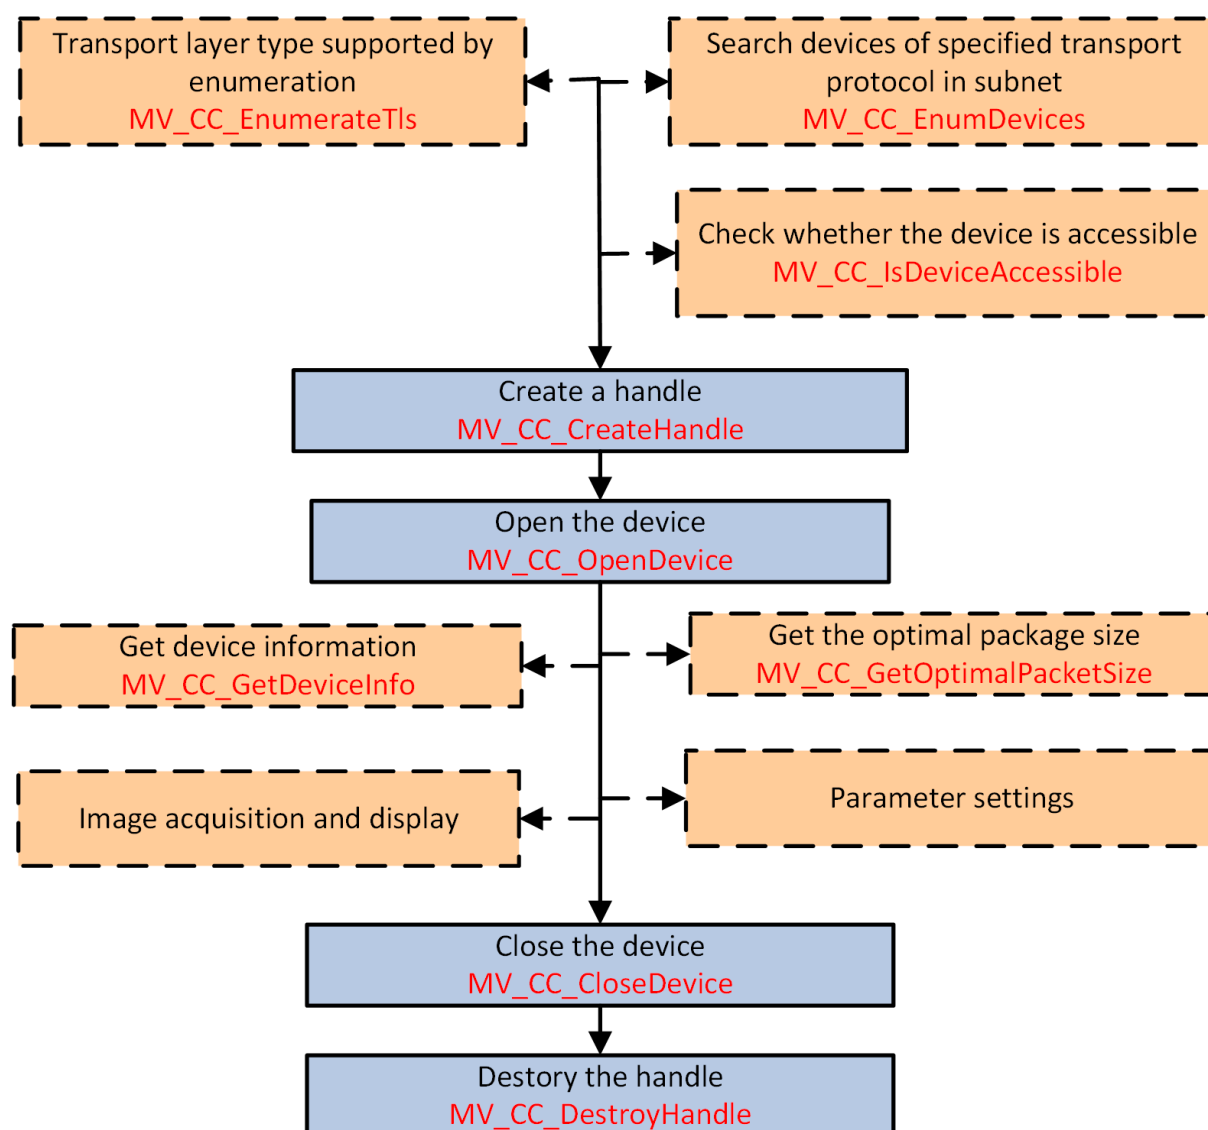 Transport layer type supported by
enumeration
MV_CC_EnumerateTls
Search devices of specified transport
protocol in subnet
MV_CC_EnumDevices
Check whether the device is accessible
MV_CC_IsDeviceAccessible
Create a handle
MV_CC_CreateHandle
Open the device
MV_CC_OpenDevice
Get device information
MV_CC_GetDeviceInfo
Get the optimal package size
MV_CC_GetOptimalPacketSize
Image acquisition and display
Parameter settings
Close the device
MV_CC_CloseDevice
Destory the handle
MV_CC_DestroyHandle